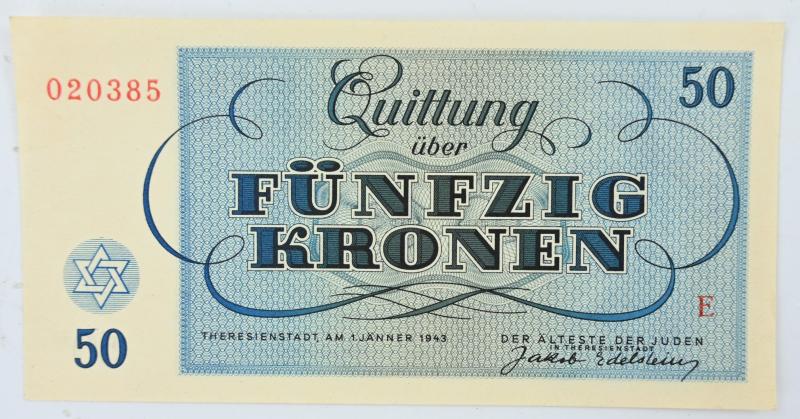 020385
Quittung
50
über
FÜNFZIG
KRONEN
E
50
THERESIENSTADT, AM 1. JÄNNER 1943
DER ÄLTESTE DER JUDEN
IN THERESIENSTADT
Jakob Edelstein